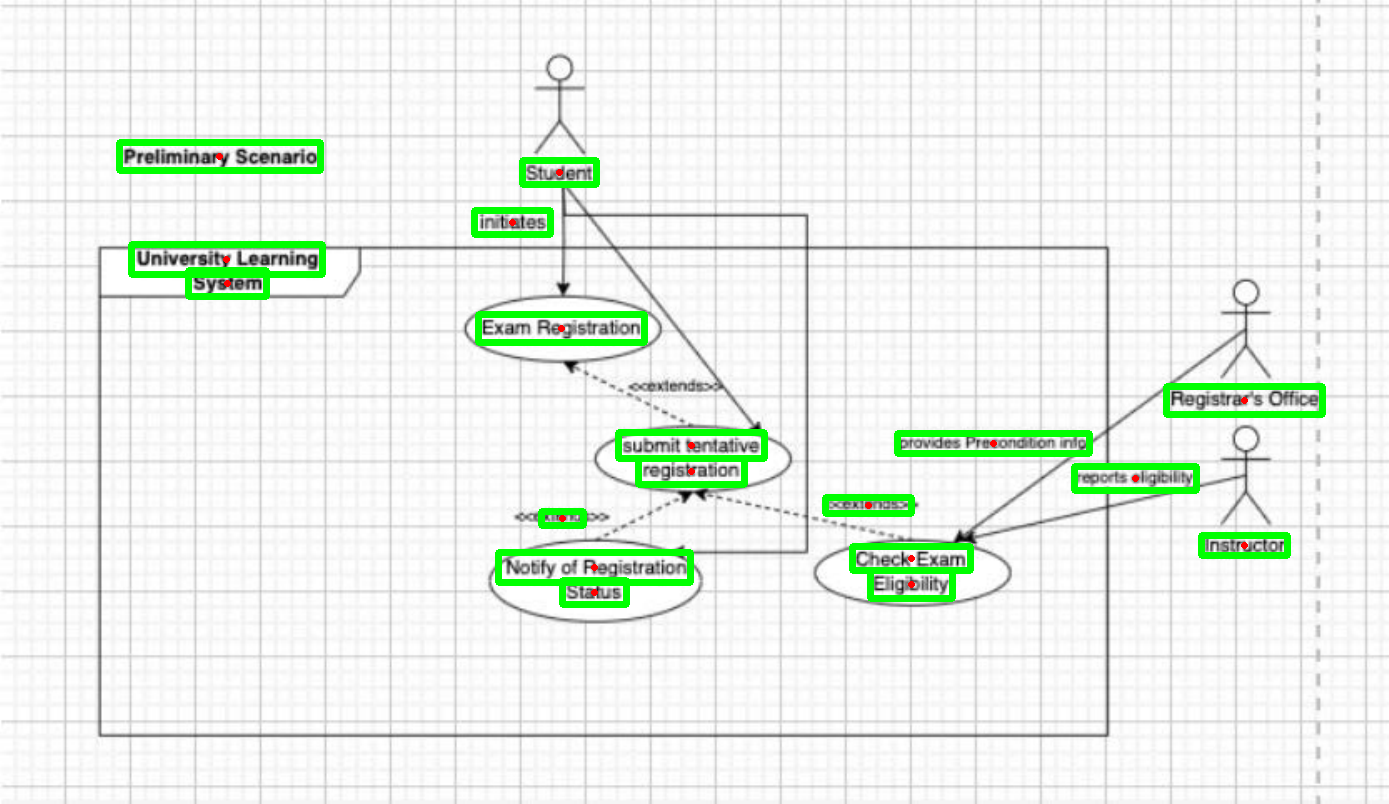 Preliminary Scenario
Student
initiates
University Learning
System
Exam Registration
<<extends>>
Registrar's Office
submit tentative
registration
provides Precondition info
reports eligibility
<<extends>>
<<extend>>
Instructor
Check Exam
Eligibility
Notify of Registration
Status